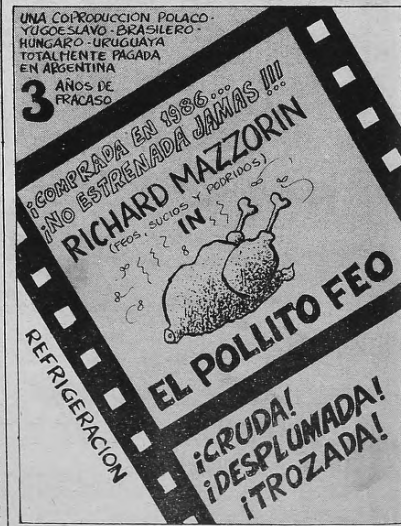 UNA COPRODUCCION POLACO-
YUGOESLAVO-BRASILERO-
HUNGARO-URUGUAYA
TOTALMENTE PAGADA
EN ARGENTINA
3 AÑOS DE
FRACASO
¡COMPRADA EN 1986...
¡NO ESTRENADA JAMAS!!!
RICHARD MAZZORIN
(FEOS, SUCIOS Y PODRIDOS)
IN
EL POLLITO FEO
REFRIGERACION
¡CRUDA!
¡DESPLUMADA!
¡TROZADA!